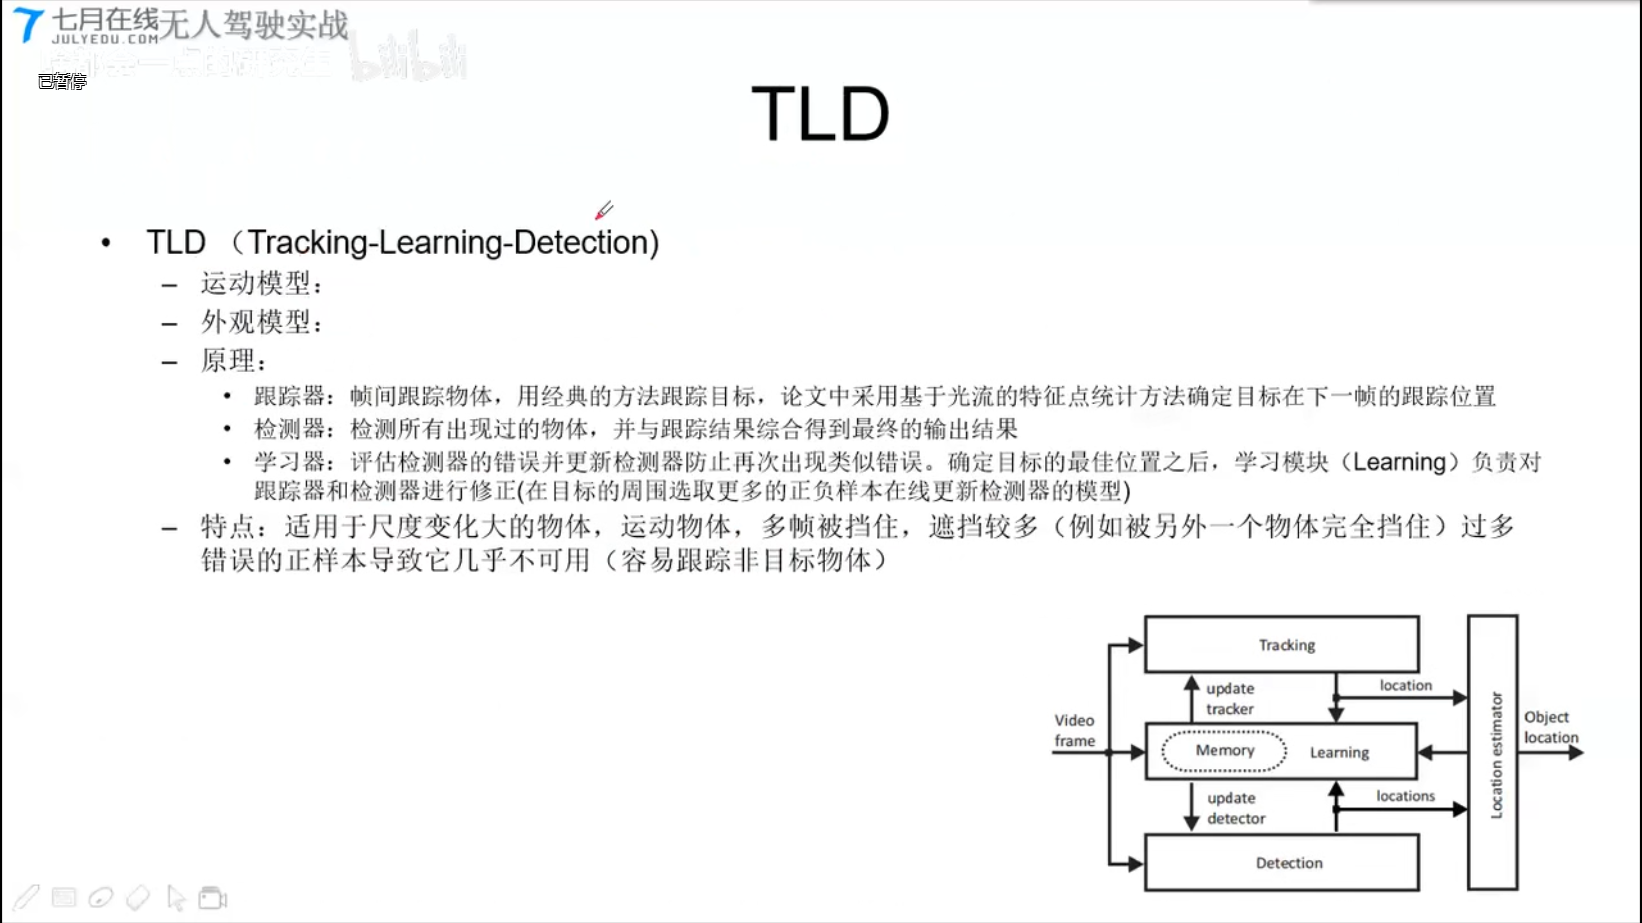 七月在线
JULYEDU.COM
无人驾驶实战
bilibili
已暂停
TLD
• TLD （Tracking-Learning-Detection)
– 运动模型：
– 外观模型：
– 原理：
• 跟踪器：帧间跟踪物体，用经典的方法跟踪目标，论文中采用基于光流的特征点统计方法确定目标在下一帧的跟踪位置
• 检测器：检测所有出现过的物体，并与跟踪结果综合得到最终的输出结果
• 学习器：评估检测器的错误并更新检测器防止再次出现类似错误。确定目标的最佳位置之后，学习模块（Learning）负责对
跟踪器和检测器进行修正(在目标的周围选取更多的正负样本在线更新检测器的模型)
– 特点：适用于尺度变化大的物体，运动物体，多帧被挡住，遮挡较多（例如被另外一个物体完全挡住）过多
错误的正样本导致它几乎不可用（容易跟踪非目标物体）
Tracking
update
tracker
location
Video
frame
Memory
Learning
Location estimator
Object
location
update
detector
locations
Detection